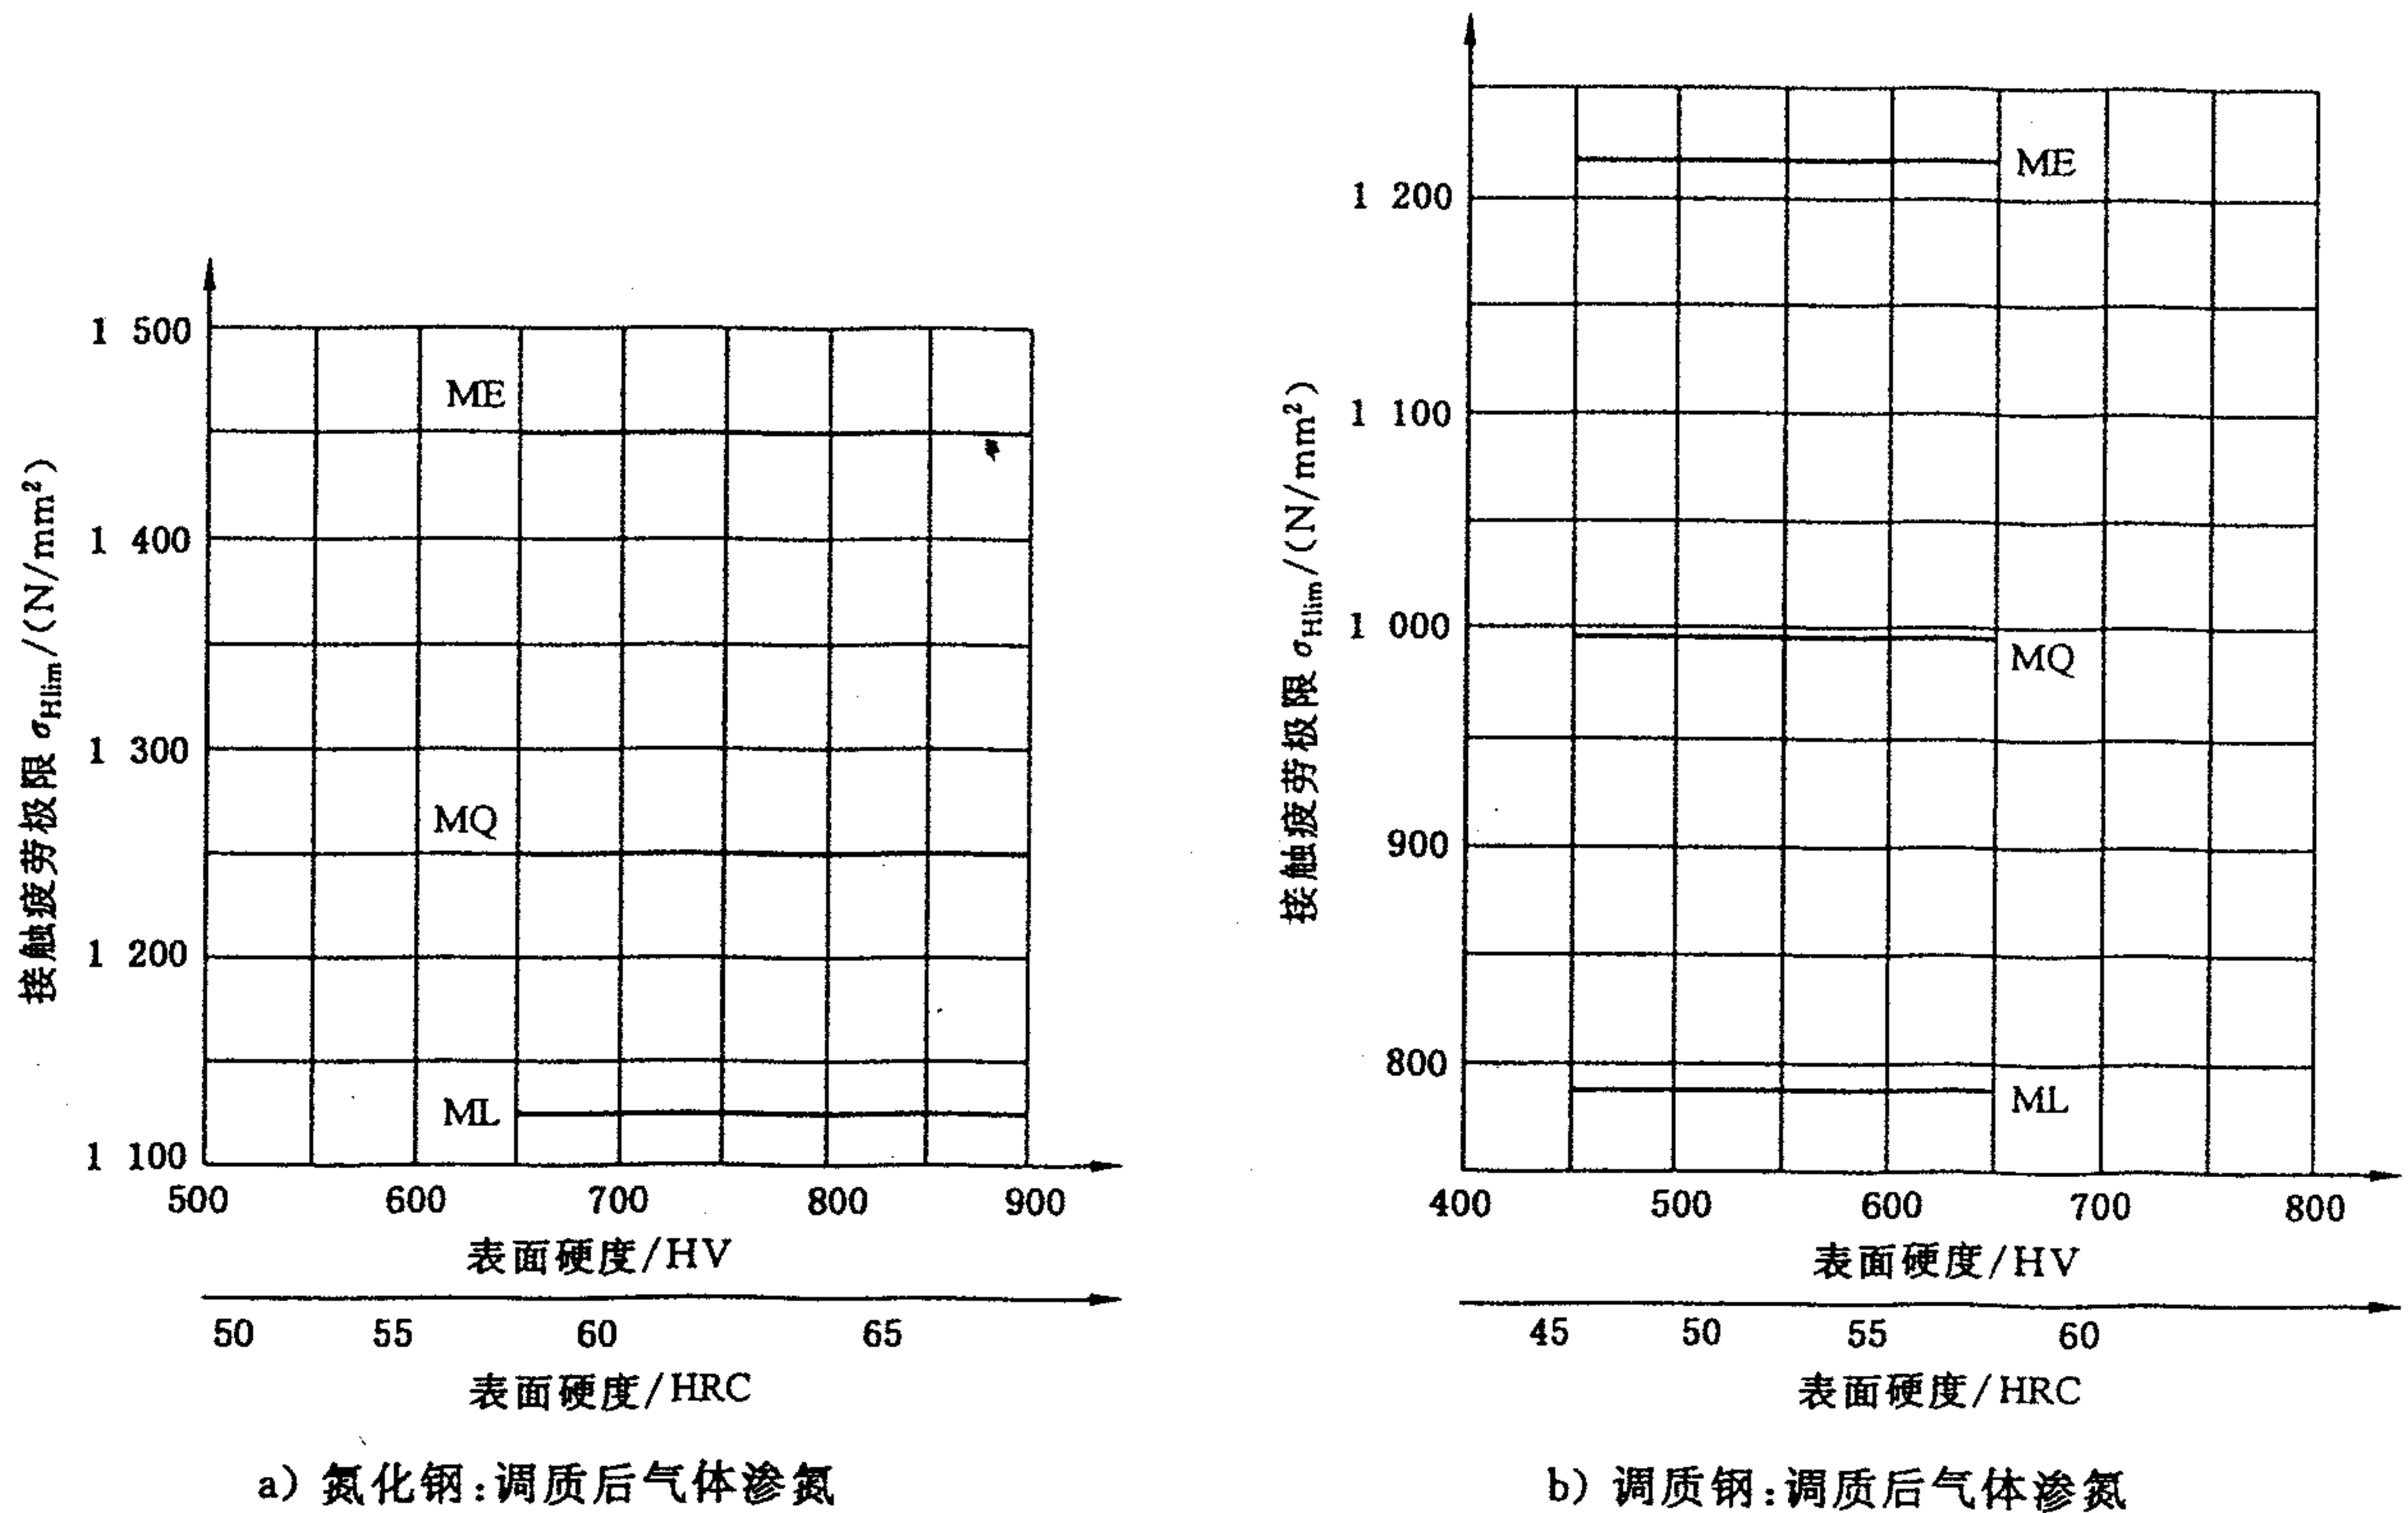 接触疲劳极限 σHlim/(N/mm²)
1 500
1 400
1 300
1 200
1 100
ME
MQ
ML
500 600 700 800 900
表面硬度/HV
50 55 60 65
表面硬度/HRC
a) 氮化钢:调质后气体渗氮
接触疲劳极限 σHlim/(N/mm²)
1 200
1 100
1 000
900
800
ME
MQ
ML
400 500 600 700 800
表面硬度/HV
45 50 55 60
表面硬度/HRC
b) 调质钢:调质后气体渗氮